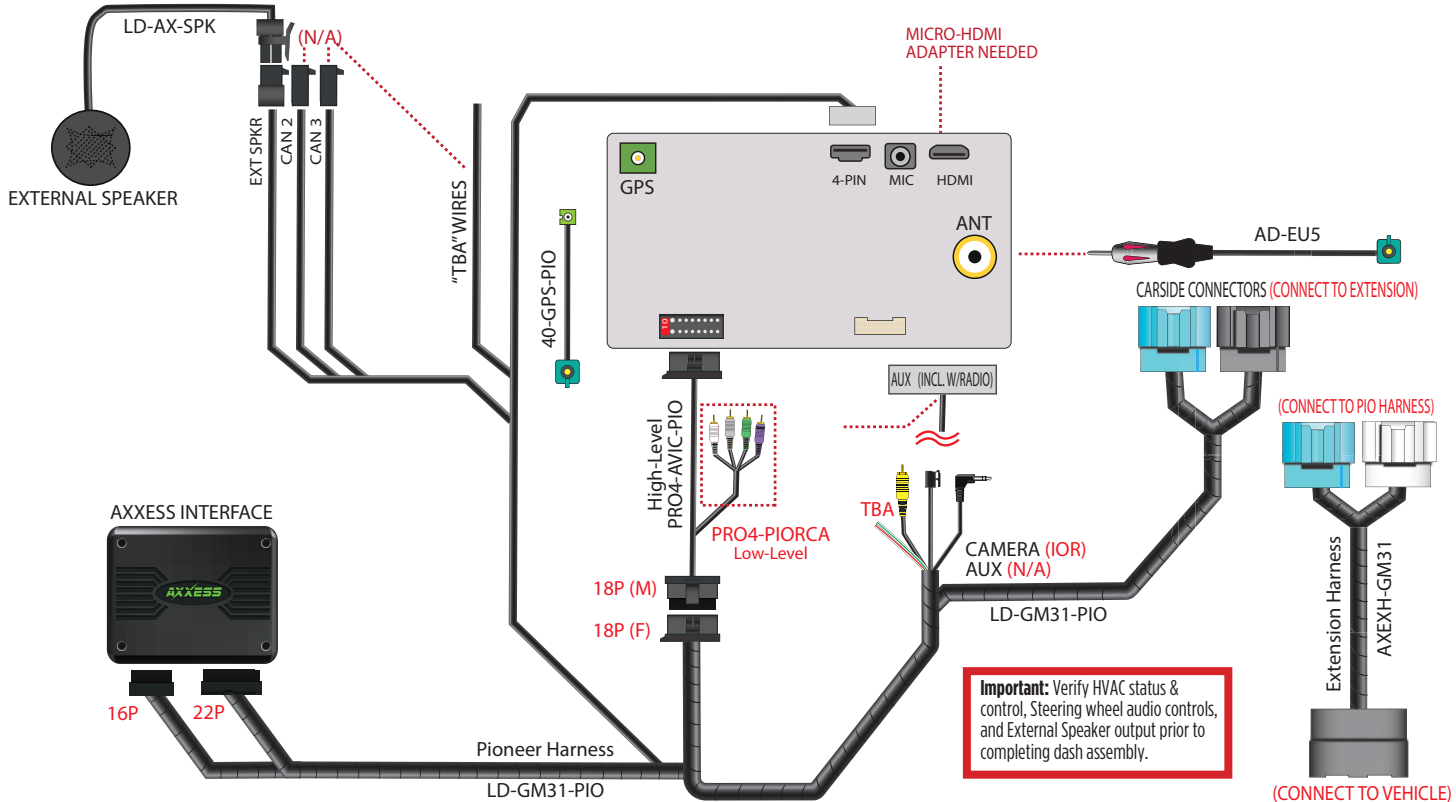 LD-AX-SPK
(N/A)
MICRO-HDMI
ADAPTER NEEDED
EXT SPKR
CAN 2
CAN 3
EXTERNAL SPEAKER
"TBA" WIRES
GPS
4-PIN
MIC
HDMI
ANT
AD-EU5
40-GPS-PIO
10
CARSIDE CONNECTORS (CONNECT TO EXTENSION)
AUX (INCL. W/RADIO)
(CONNECT TO PIO HARNESS)
High-Level
PRO4-AVIC-PIO
PRO4-PIORCA
Low-Level
TBA
CAMERA (IOR)
AUX (N/A)
AXXESS INTERFACE
AXXESS
18P (M)
18P (F)
LD-GM31-PIO
Extension Harness
AXEXH-GM31
16P
22P
Important: Verify HVAC status &
control, Steering wheel audio controls,
and External Speaker output prior to
completing dash assembly.
Pioneer Harness
LD-GM31-PIO
(CONNECT TO VEHICLE)